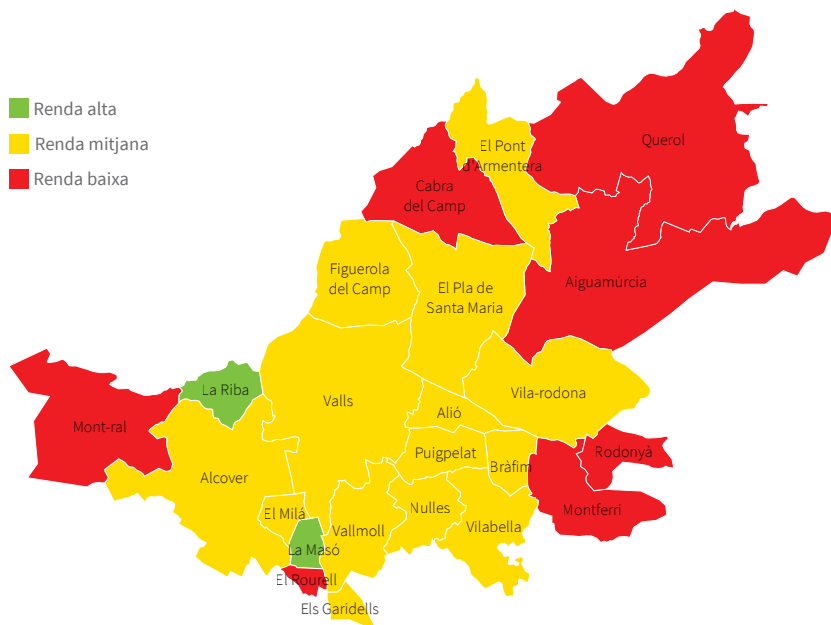 Renda alta
Renda mitjana
Renda baixa
El Pont
d'Armentera
Querol
Cabra
del Camp
Figuerola
del Camp
El Pla de
Santa Maria
Aiguamúrcia
La Riba
Valls
Vila-rodona
Alió
Mont-ral
Puigpelat
Bràfim
Rodonyà
Alcover
El Milá
Nulles
Montferri
Vallmoll
Vilabella
La Masó
El Rourell
Els Garidells